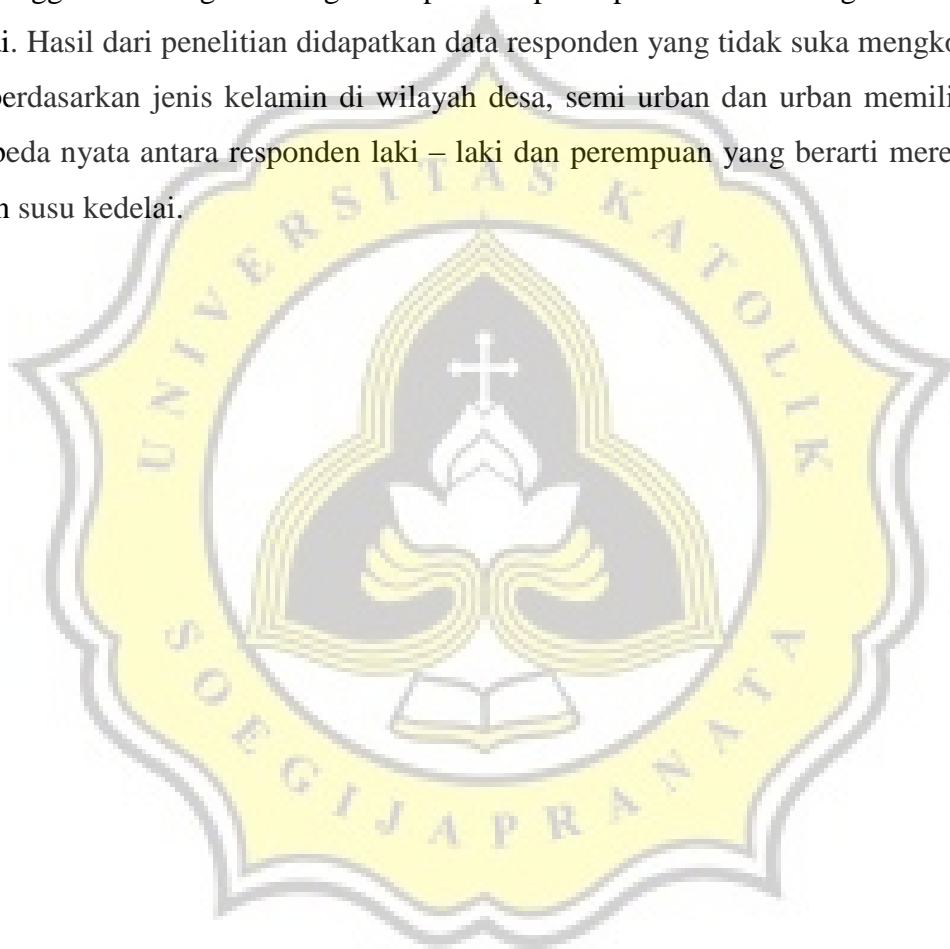 i. Hasil dari penelitian didapatkan data responden yang tidak suka mengko
berdasarkan jenis kelamin di wilayah desa, semi urban dan urban memili
beda nyata antara responden laki – laki dan perempuan yang berarti mere
n susu kedelai.
UNIVERSITAS KATOLIK
SOEGIJAPRANATA